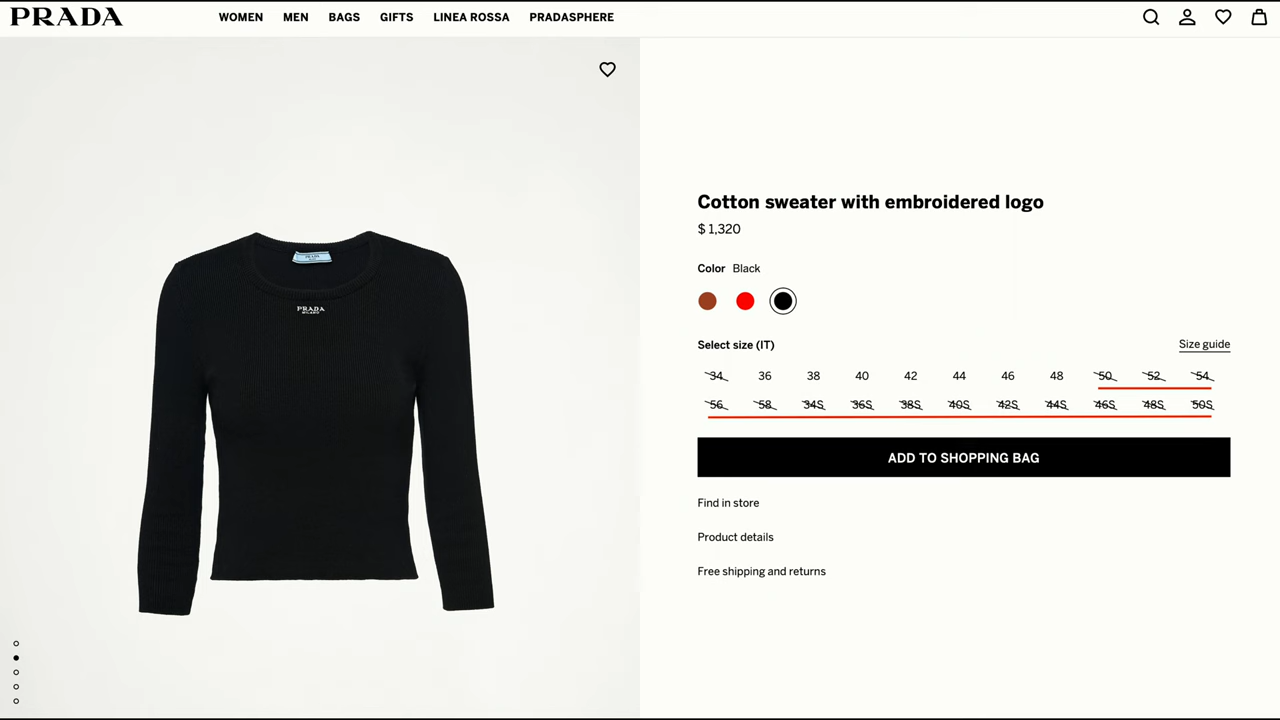 PRADA WOMEN MEN BAGS GIFTS LINEA ROSSA PRADASPHERE
PRADA
PRADA
MILANO
Cotton sweater with embroidered logo
$ 1,320
Color Black
Select size (IT) Size guide
34 36 38 40 42 44 46 48 50 52 54
56 58 34S 36S 38S 40S 42S 44S 46S 48S 50S
ADD TO SHOPPING BAG
Find in store
Product details
Free shipping and returns